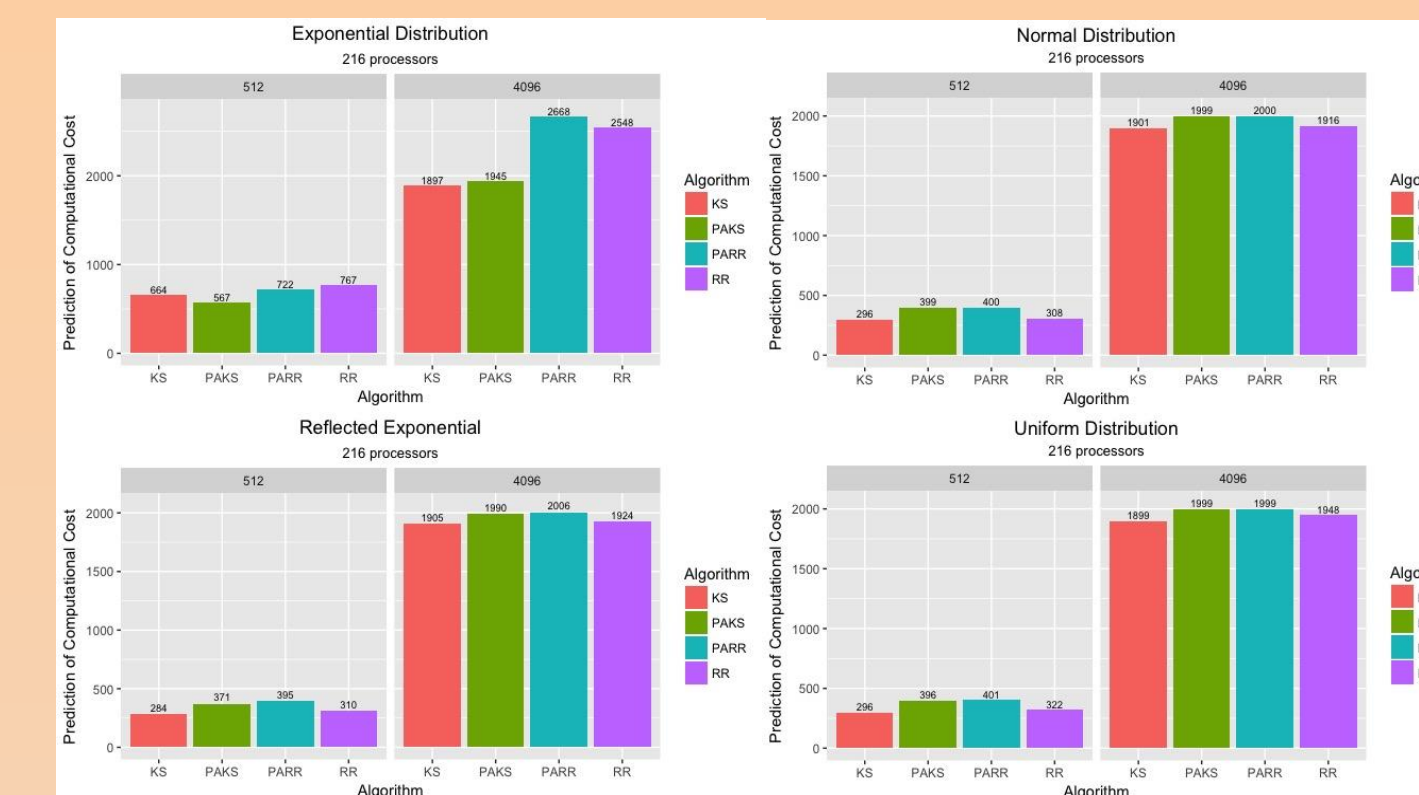 Exponential Distribution
216 processors
512
4096
Prediction of Computational Cost
2000
1000
0
664
567
722
767
1897
1945
2668
2548
KS
PAKS
PARR
RR
KS
PAKS
PARR
RR
Algorithm
Algorithm
KS
PAKS
PARR
RR
Normal Distribution
216 processors
512
4096
Prediction of Computational Cost
2000
1500
1000
500
0
296
399
400
308
1901
1999
2000
1916
KS
PAKS
PARR
RR
KS
PAKS
PARR
RR
Algorithm
Algo
Reflected Exponential
216 processors
512
4096
Prediction of Computational Cost
2000
1500
1000
500
0
284
371
395
310
1905
1990
2006
1924
KS
PAKS
PARR
RR
KS
PAKS
PARR
RR
Algorithm
Algorithm
KS
PAKS
PARR
RR
Uniform Distribution
216 processors
512
4096
Prediction of Computational Cost
2000
1500
1000
500
0
296
396
401
322
1899
1999
1999
1948
KS
PAKS
PARR
RR
KS
PAKS
PARR
RR
Algorithm
Algo